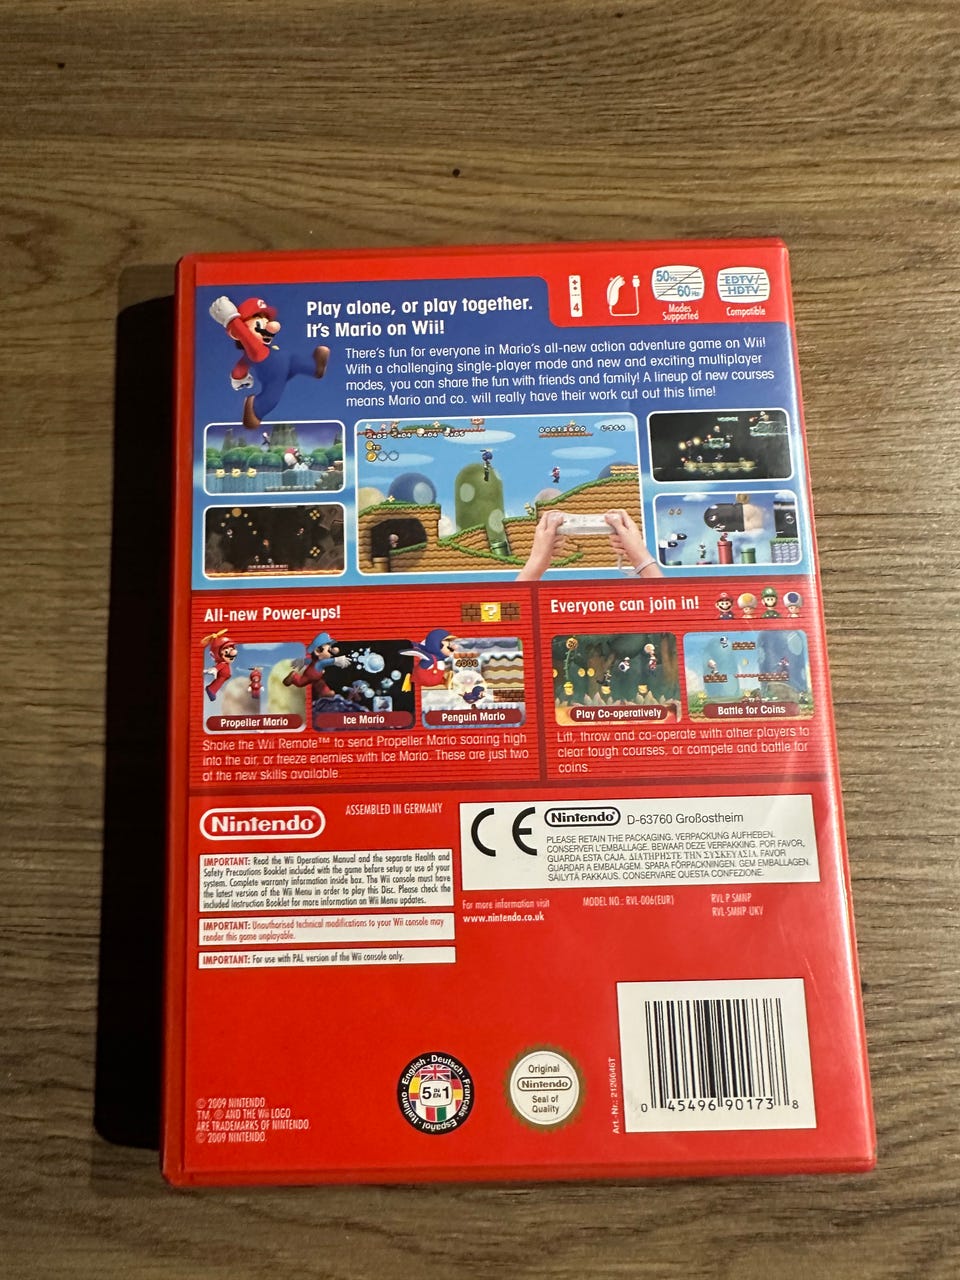 Play alone, or play together.
It's Mario on Wii!
4
50Hz
60Hz
Modes
Supported
EDTV/
HDTV
Compatible
There's fun for everyone in Mario's all-new action adventure game on Wii!
With a challenging single-player mode and new and exciting multiplayer
modes, you can share the fun with friends and family! A lineup of new courses
means Mario and co. will really have their work cut out this time!
All-new Power-ups!
?
4000
Propeller Mario
Ice Mario
Penguin Mario
Shake the Wii Remote™ to send Propeller Mario soaring high
into the air, or freeze enemies with Ice Mario. These are just two
of the new skills available.
Everyone can join in!
Play Co-operatively
Battle for Coins
Lift, throw and co-operate with other players to
clear tough courses, or compete and battle for
coins.
Nintendo®
ASSEMBLED IN GERMANY
CE
Nintendo® D-63760 Großostheim
PLEASE RETAIN THE PACKAGING. VERPACKUNG AUFHEBEN.
CONSERVER L'EMBALLAGE. BEWAAR DEZE VERPAKKING. POR FAVOR,
GUARDA ESTA CAJA. ΔΙΑΤΗΡΗΣΤΕ ΤΗΝ ΣΥΣΚΕΥΑΣΙΑ. FAVOR
GUARDAR A EMBALAGEM. SPARA FÖRPACKNINGEN. GEM EMBALLAGEN.
SÄILYTÄ PAKKAUS. CONSERVARE QUESTA CONFEZIONE.
IMPORTANT: Read the Wii Operations Manual and the separate Health and
Safety Precautions Booklet included with the game before setup or use of your
system. Complete warranty information inside box. The Wii console must have
the latest version of the Wii Menu in order to play this Disc. Please check the
included Instruction Booklet for more information on Wii Menu updates.
IMPORTANT: Unauthorised technical modifications to your Wii console may
render this game unplayable.
IMPORTANT: For use with PAL version of the Wii console only.
For more information visit
www.nintendo.co.uk
MODEL NO.: RVL-006(EUR)
RVL P SMNP
RVL-SMNP-UKV
© 2009 NINTENDO
TM, ® AND THE Wii LOGO
ARE TRADEMARKS OF NINTENDO.
© 2009 NINTENDO.
English · Deutsch · Français · Español · Italiano
5 IN EN 1
Original
Nintendo
Seal of
Quality
Art.-Nr.: 2126646T
0 45496 90173 8